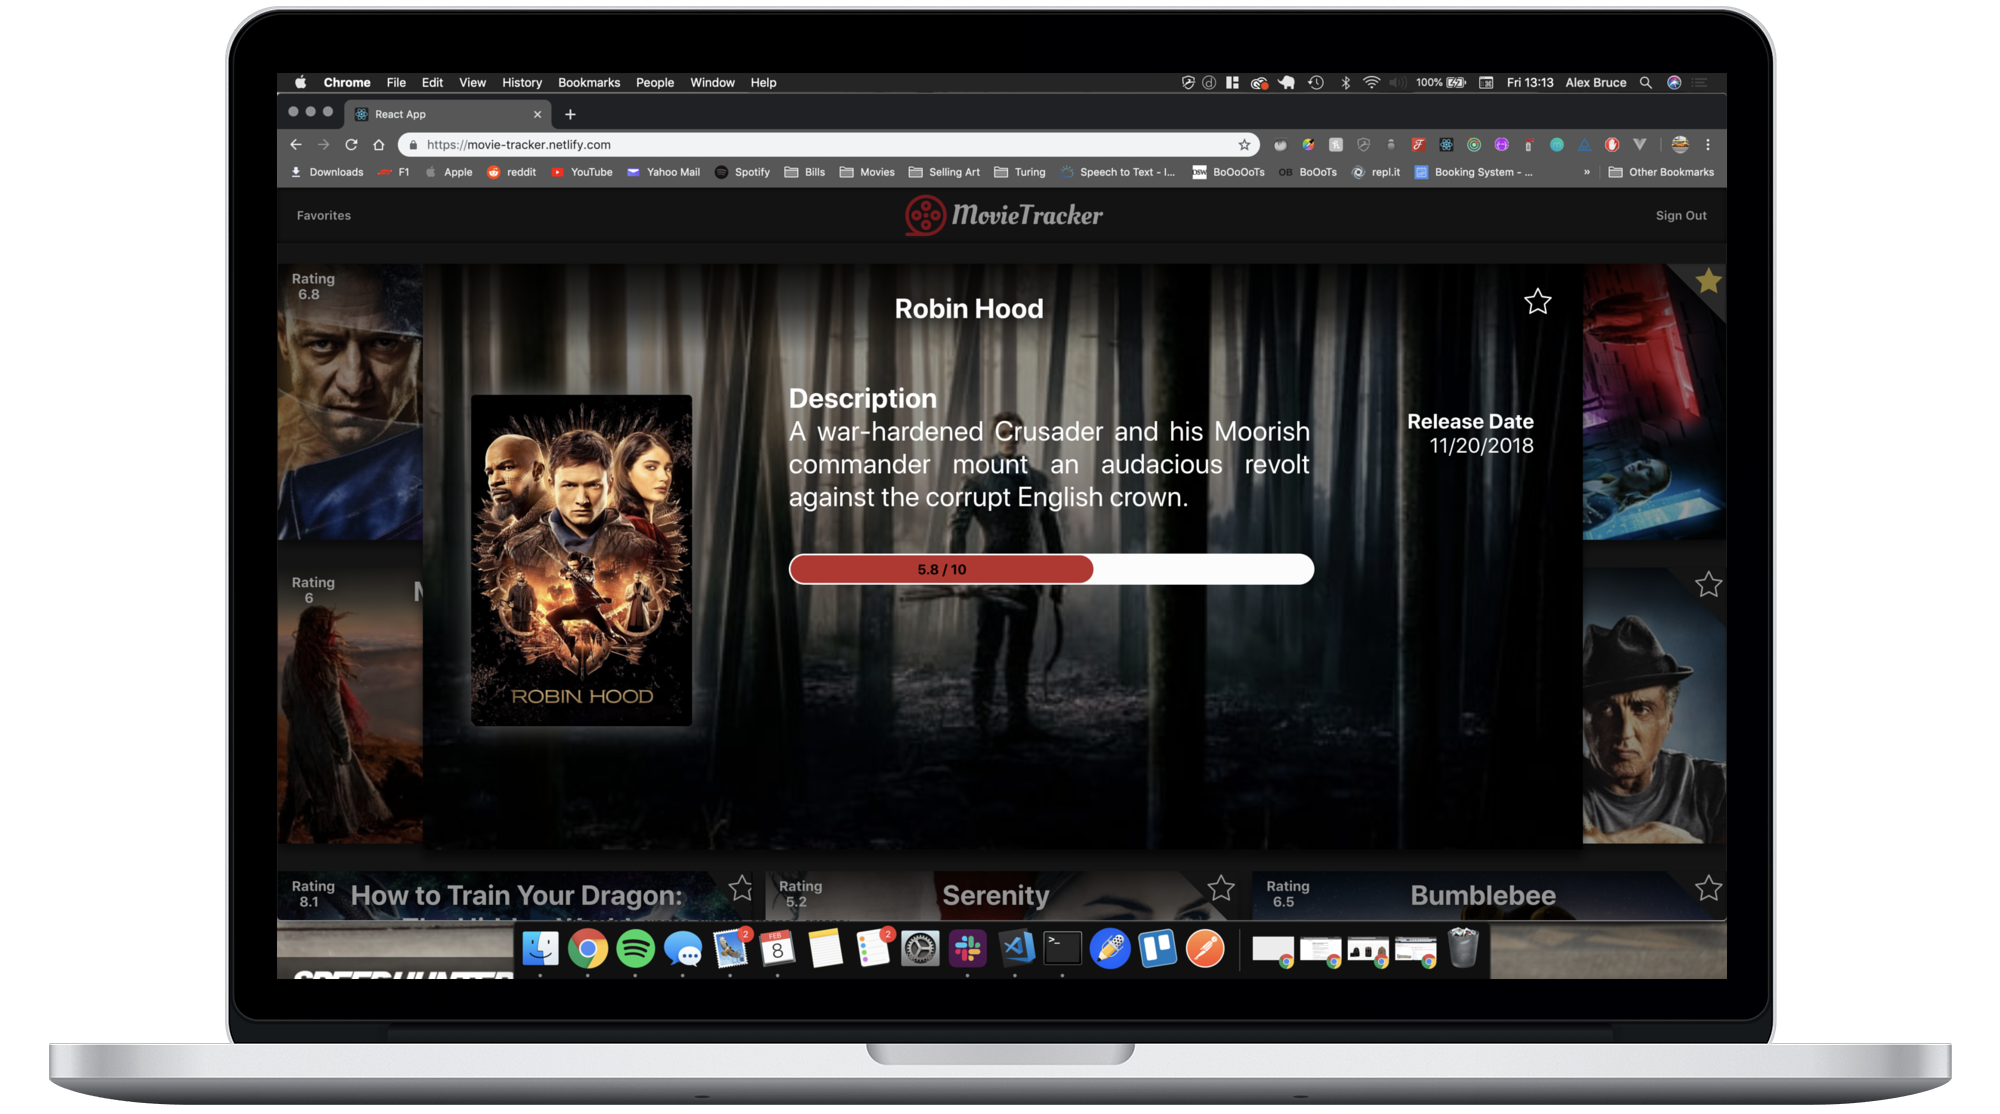 Chrome File Edit View History Bookmarks People Window Help 100% Fri 13:13 Alex Bruce
React App
https://movie-tracker.netlify.com
Downloads F1 Apple reddit YouTube Yahoo Mail Spotify Bills Movies Selling Art Turing Speech to Text - I... DSW BoOoOoTs OB BoOoTs repl.it Booking System - ... » Other Bookmarks
Favorites MovieTracker Sign Out
Rating
6.8
Robin Hood
Description
A war-hardened Crusader and his Moorish
commander mount an audacious revolt
against the corrupt English crown.
Release Date
11/20/2018
5.8 / 10
ROBIN HOOD
Rating
6
Rating
8.1
How to Train Your Dragon:
Rating
5.2
Serenity
Rating
6.5
Bumblebee
2
FEB
8
2
SPEEDHUNTER